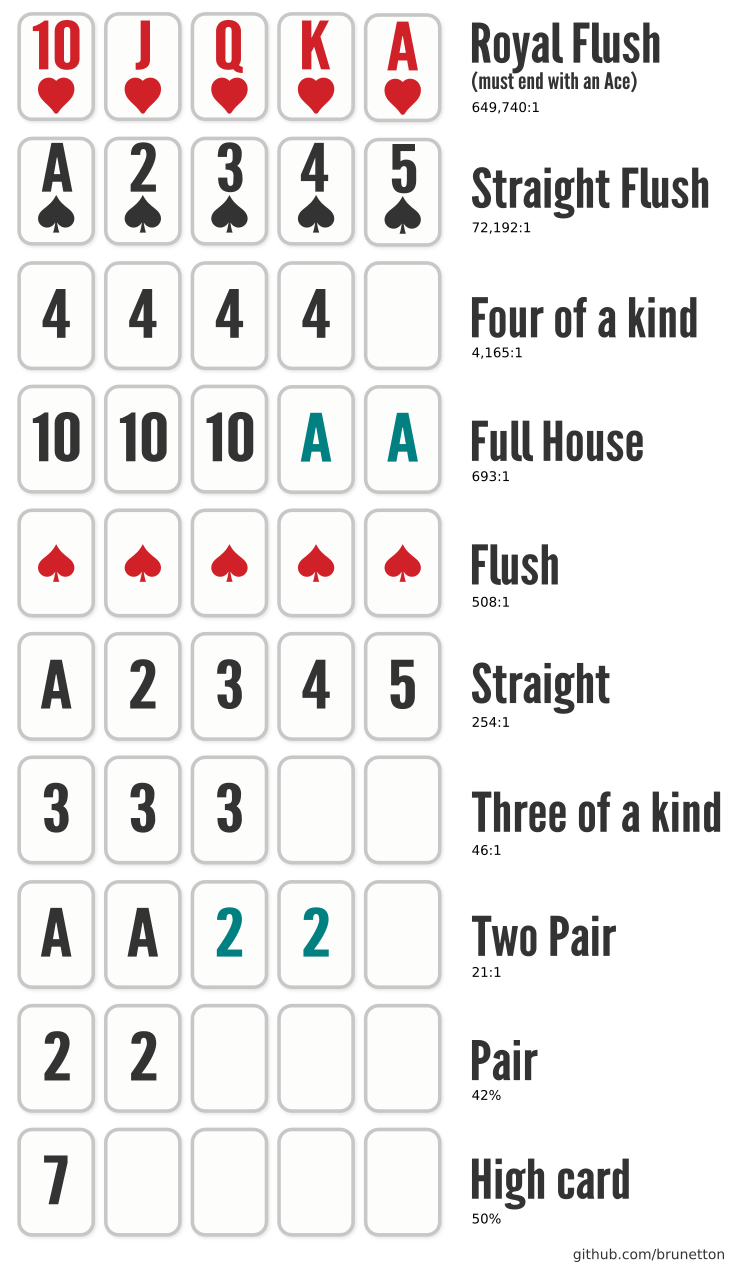 10 J Q K A
Royal Flush
(must end with an Ace)
649,740:1
A 2 3 4 5
Straight Flush
72,192:1
4 4 4 4
Four of a kind
4,165:1
10 10 10 A A
Full House
693:1
Flush
508:1
A 2 3 4 5
Straight
254:1
3 3 3
Three of a kind
46:1
A A 2 2
Two Pair
21:1
2 2
Pair
42%
7
High card
50%
github.com/brunetton